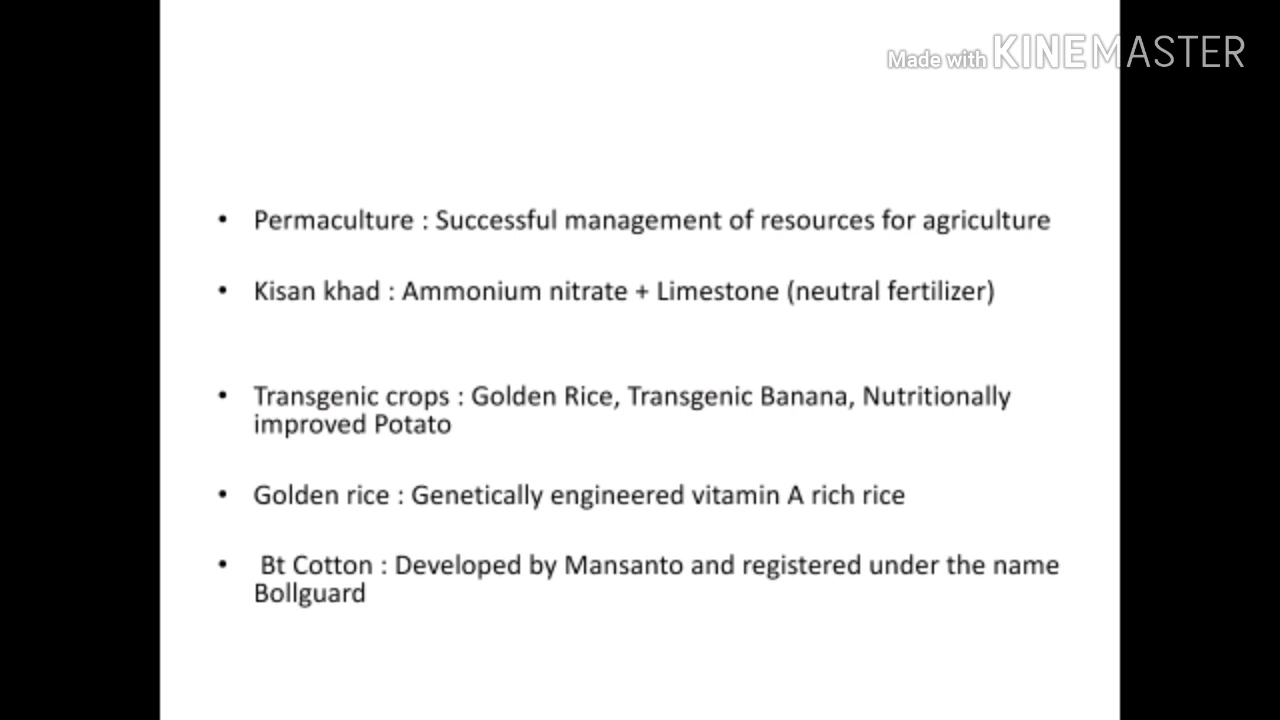 Made with KINEMASTER
• Permaculture : Successful management of resources for agriculture
• Kisan khad : Ammonium nitrate + Limestone (neutral fertilizer)
• Transgenic crops : Golden Rice, Transgenic Banana, Nutritionally
improved Potato
• Golden rice : Genetically engineered vitamin A rich rice
• Bt Cotton : Developed by Mansanto and registered under the name
Bollguard